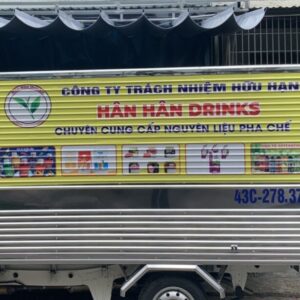 CÔNG TY TRÁCH NHIỆM HỮU HẠN
HÂN HÂN DRINKS
CHUYÊN CUNG CẤP NGUYÊN LIỆU PHA CHẾ
43C-278.37